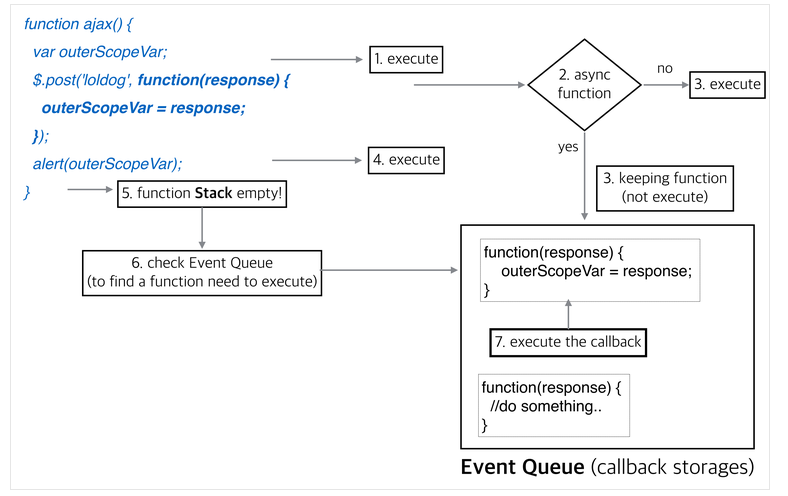 function ajax() {
var outerScopeVar;
$.post('loldog', function(response) {
outerScopeVar = response;
});
alert(outerScopeVar);
}
1. execute
2. async
function
no
3. execute
yes
4. execute
3. keeping function
(not execute)
5. function Stack empty!
6. check Event Queue
(to find a function need to execute)
function(response) {
outerScopeVar = response;
}
7. execute the callback
function(response) {
//do something..
}
Event Queue (callback storages)